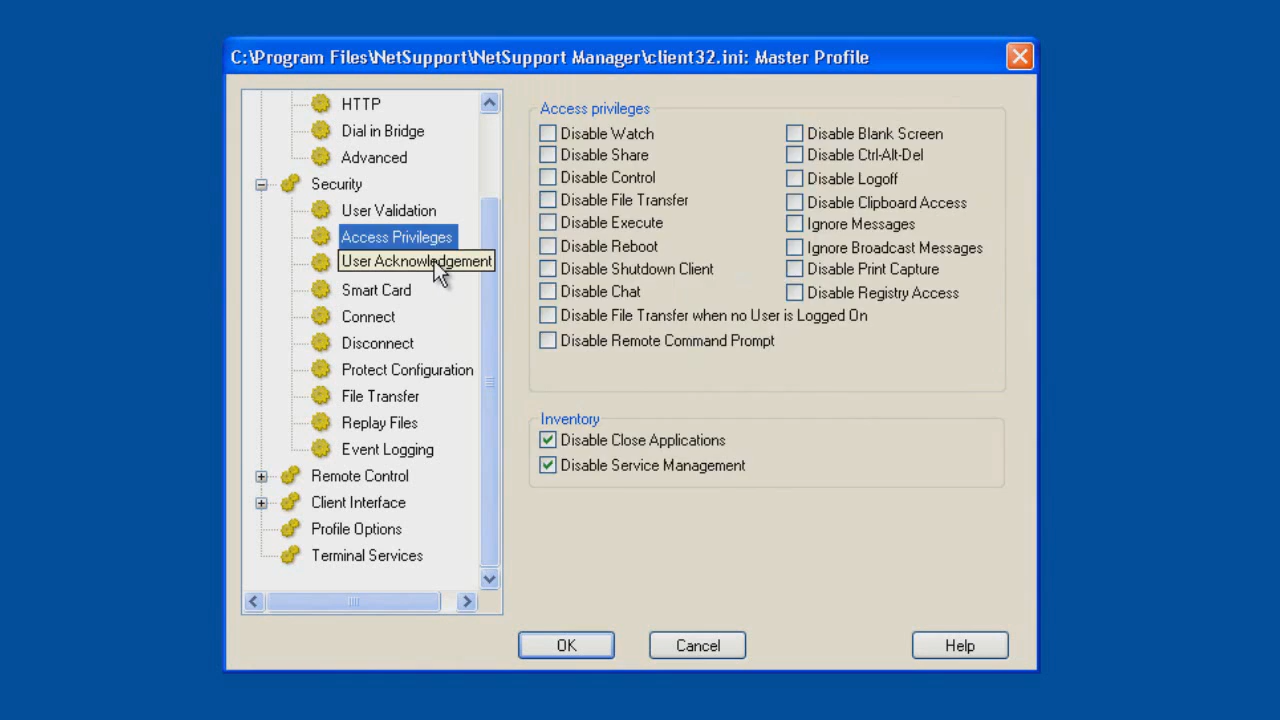 C:\Program Files\NetSupport\NetSupport Manager\client32.ini: Master Profile
HTTP
Dial in Bridge
Advanced
Security
User Validation
Access Privileges
User Acknowledgement
Smart Card
Connect
Disconnect
Protect Configuration
File Transfer
Replay Files
Event Logging
Remote Control
Client Interface
Profile Options
Terminal Services
Access privileges
Disable Watch
Disable Share
Disable Control
Disable File Transfer
Disable Execute
Disable Reboot
Disable Shutdown Client
Disable Chat
Disable File Transfer when no User is Logged On
Disable Remote Command Prompt
Disable Blank Screen
Disable Ctrl-Alt-Del
Disable Logoff
Disable Clipboard Access
Ignore Messages
Ignore Broadcast Messages
Disable Print Capture
Disable Registry Access
Inventory
Disable Close Applications
Disable Service Management
OK
Cancel
Help